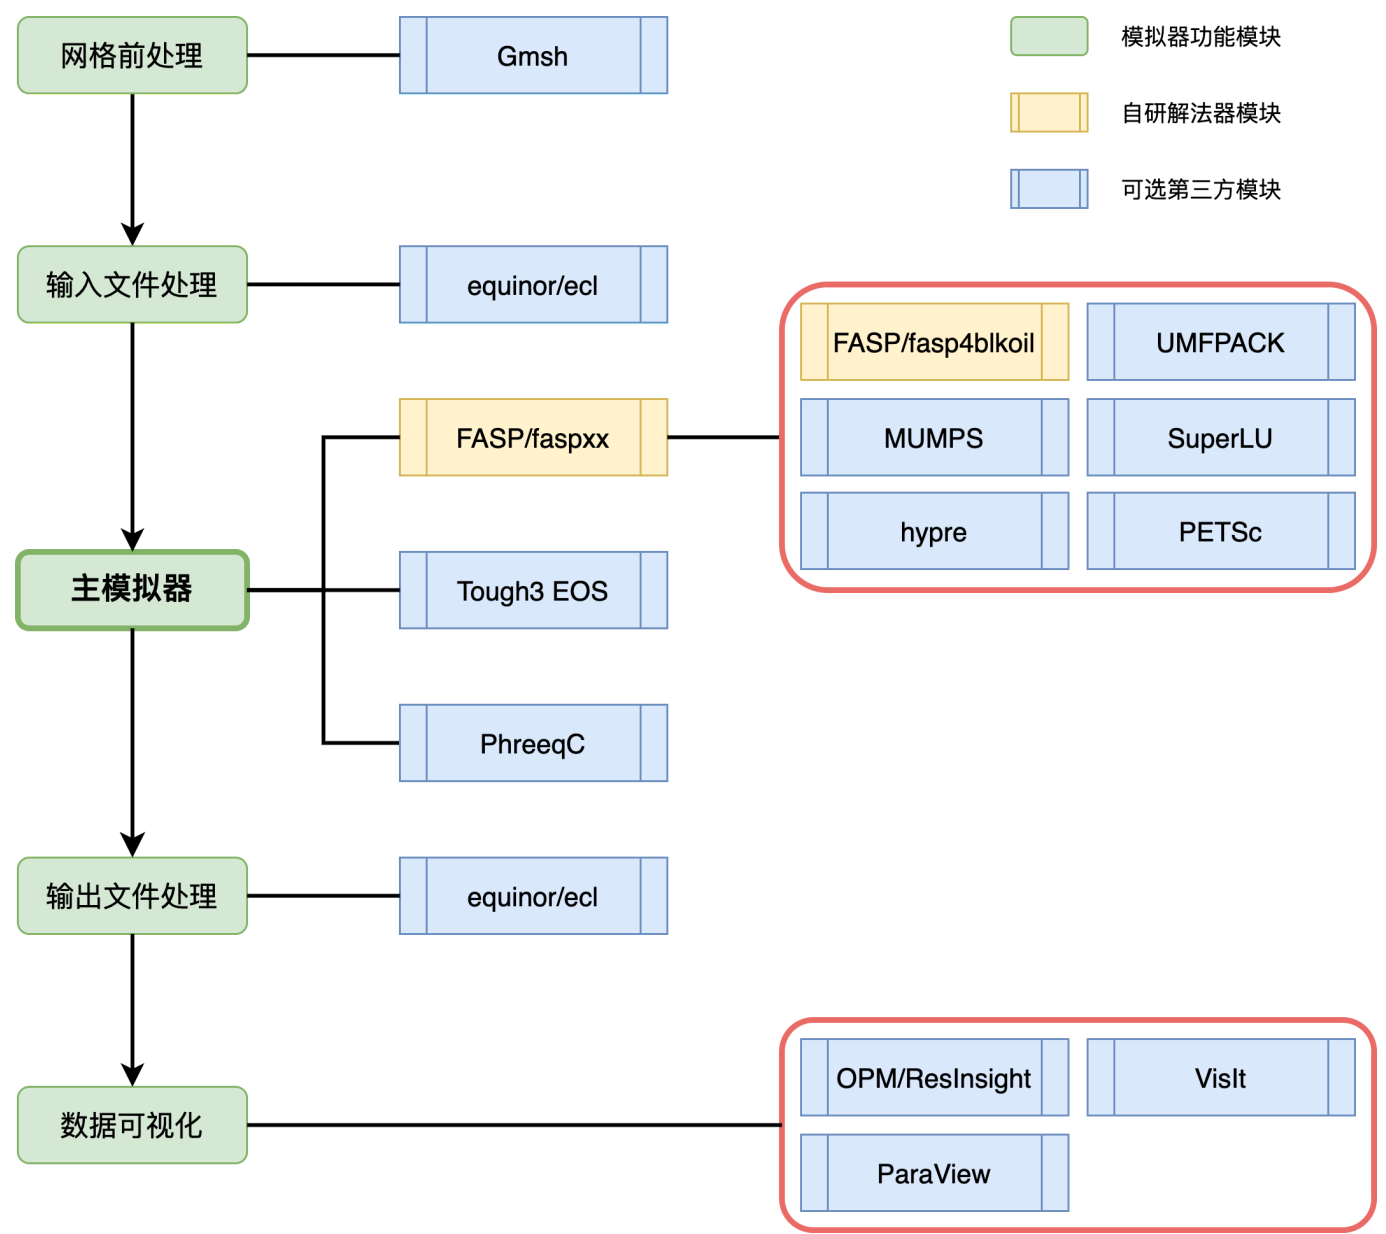 网格前处理
Gmsh
模拟器功能模块
自研解法器模块
可选第三方模块
输入文件处理
equinor/ecl
FASP/fasp4blkoil
UMFPACK
FASP/faspxx
MUMPS
SuperLU
hypre
PETSc
主模拟器
Tough3 EOS
PhreeqC
输出文件处理
equinor/ecl
数据可视化
OPM/ResInsight
VisIt
ParaView